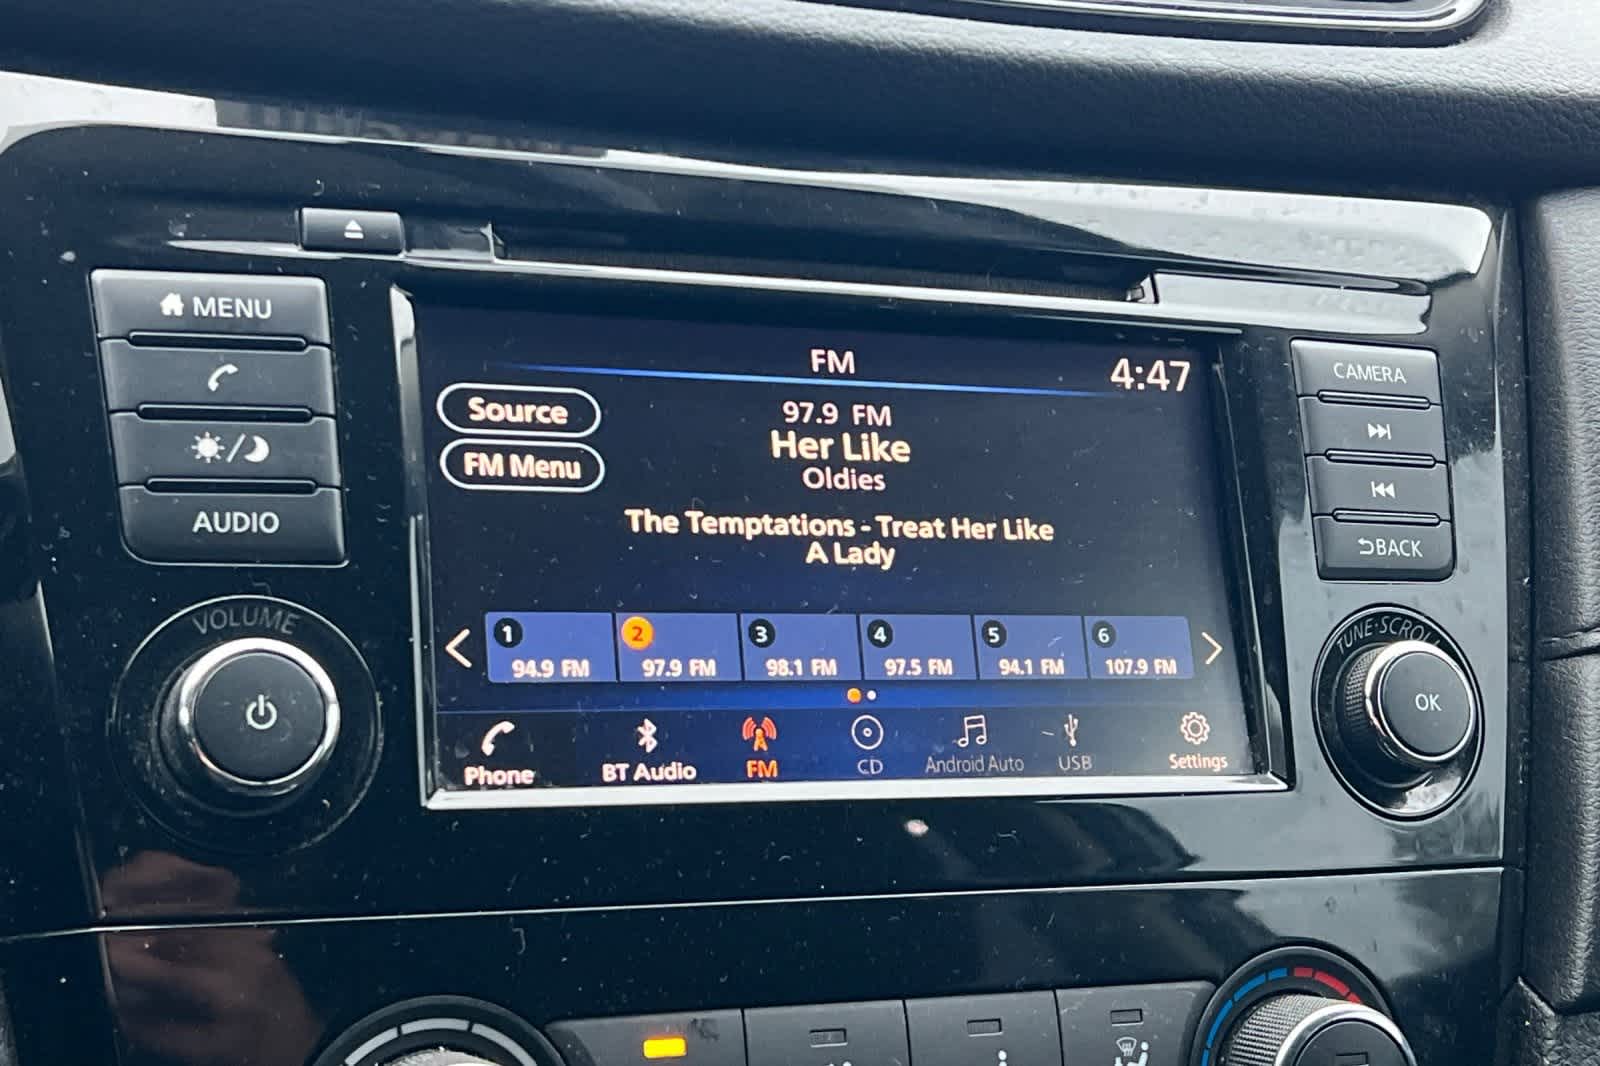 MENU
AUDIO
VOLUME
FM
4:47
Source
FM Menu
97.9 FM
Her Like
Oldies
The Temptations - Treat Her Like
A Lady
1
94.9 FM
2
97.9 FM
3
98.1 FM
4
97.5 FM
5
94.1 FM
6
107.9 FM
Phone
BT Audio
FM
CD
Android Auto
USB
Settings
CAMERA
BACK
TUNE·SCROLL
OK